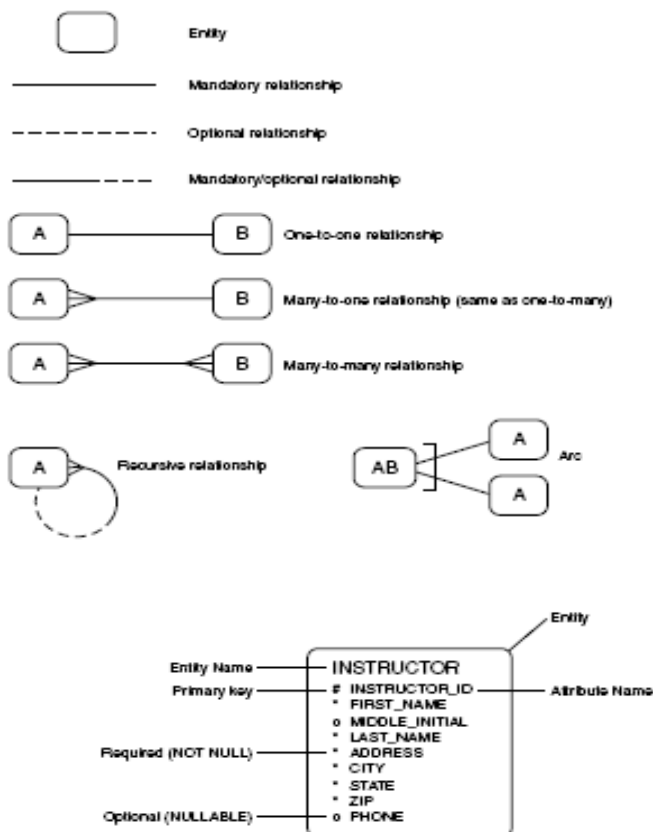 Entity
Mandatory relationship
Optional relationship
Mandatory/optional relationship
A B One-to-one relationship
A B Many-to-one relationship (same as one-to-many)
A B Many-to-many relationship
A Recursive relationship
AB A Arc
A
Entity
Entity Name INSTRUCTOR
Primary key # INSTRUCTOR_ID Attribute Name
* FIRST_NAME
o MIDDLE_INITIAL
* LAST_NAME
Required (NOT NULL) * ADDRESS
* CITY
* STATE
* ZIP
Optional (NULLABLE) o PHONE